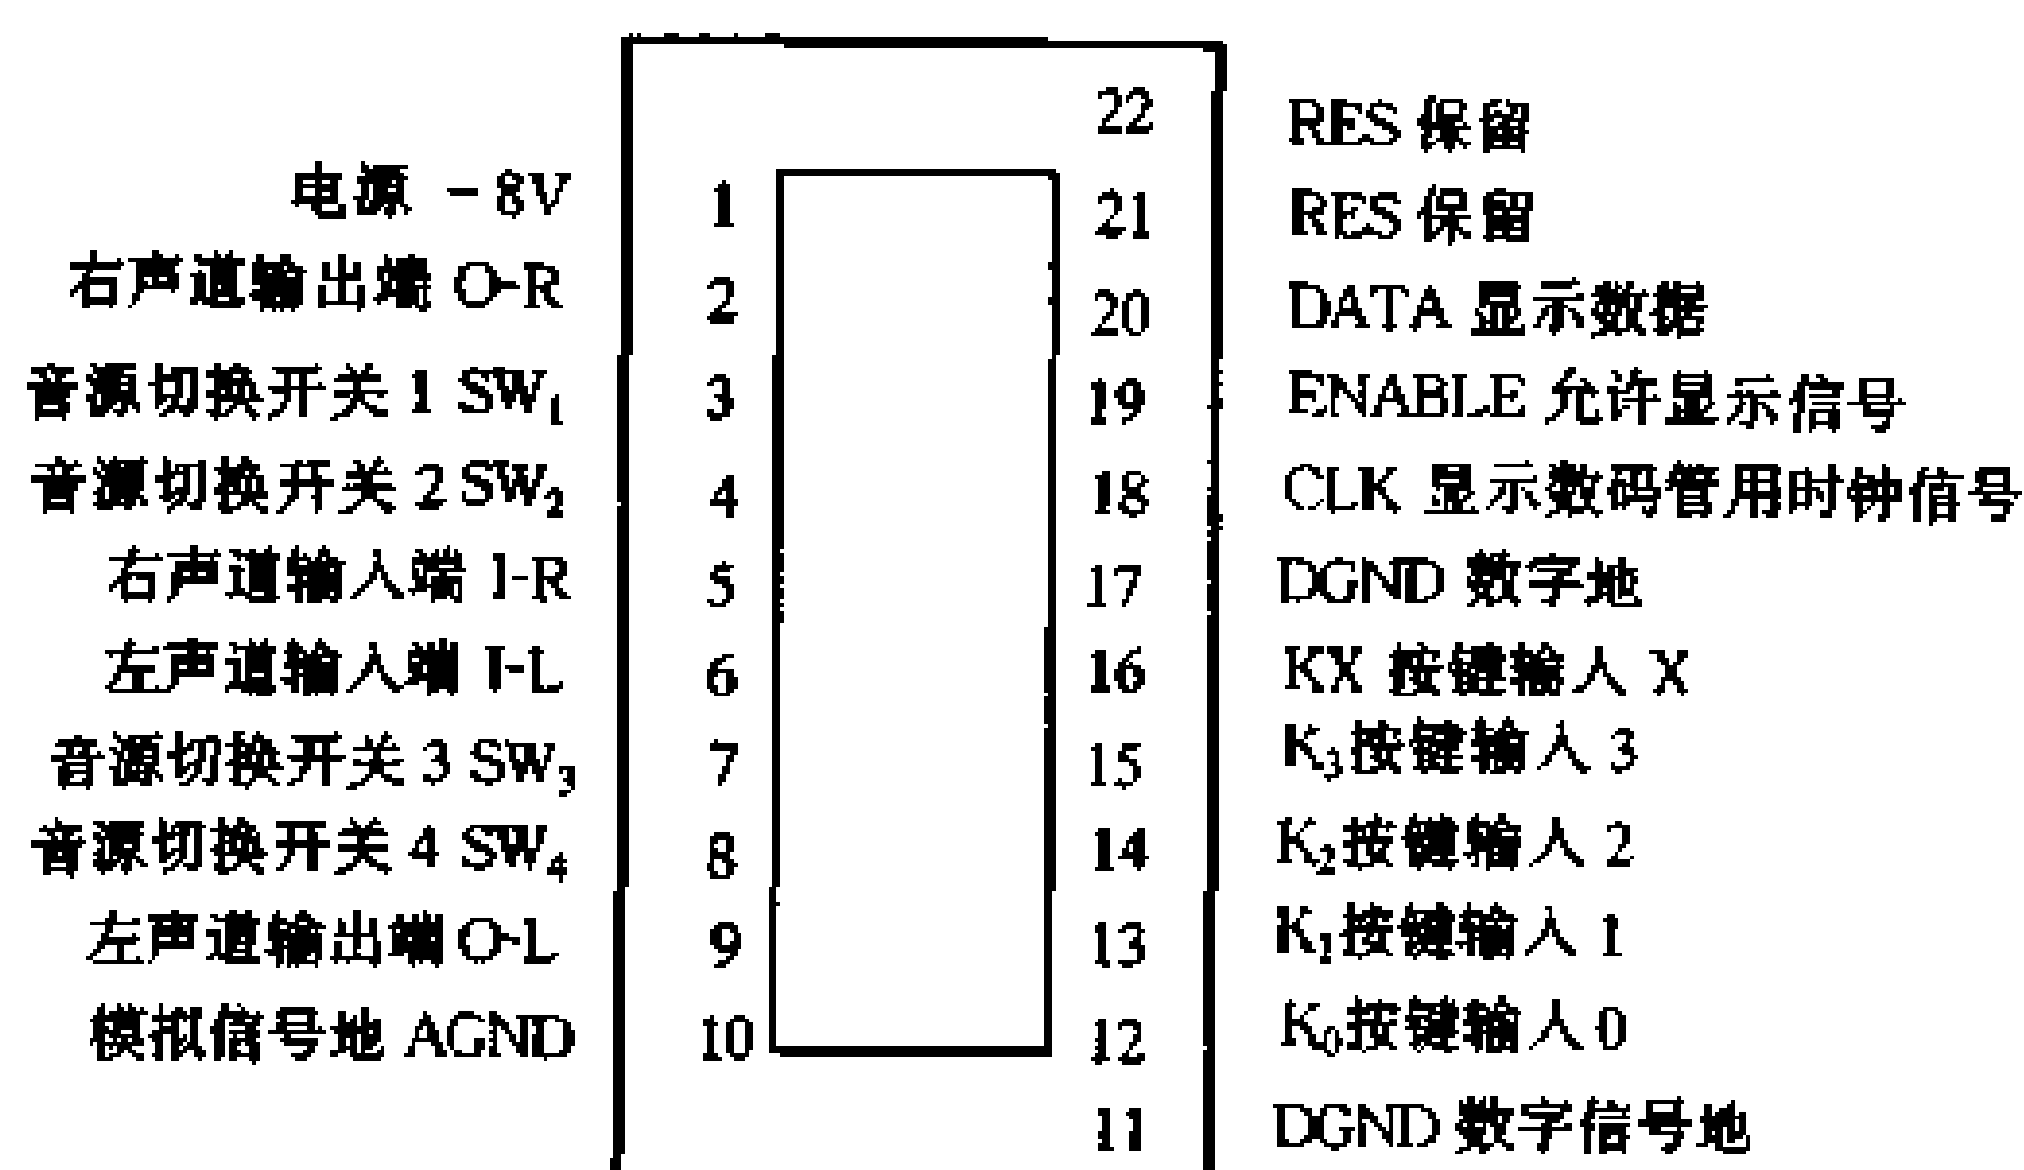 22 RES 保留
电源 －8V 1
21 RES 保留
右声道输出端 O-R 2
20 DATA 显示数据
音源切换开关 1 SW₁ 3
19 ENABLE 允许显示信号
音源切换开关 2 SW₂ 4
18 CLK 显示数码管用时钟信号
右声道输入端 I-R 5
17 DGND 数字地
左声道输入端 I-L 6
16 KX 按键输入 X
音源切换开关 3 SW₃ 7
15 K₃按键输入 3
音源切换开关 4 SW₄ 8
14 K₂按键输入 2
左声道输出端 O-L 9
13 K₁按键输入 1
模拟信号地 AGND 10
12 K₀按键输入 0
11 DGND 数字信号地